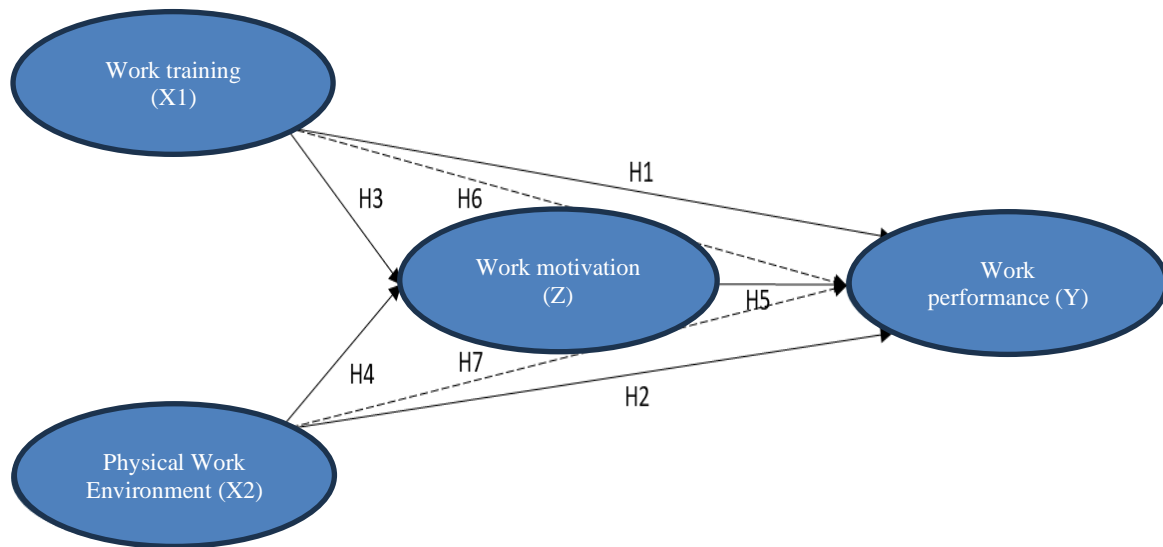 Work training
(X1)
H1
H3
H6
Work motivation
(Z)
Work
performance (Y)
H5
H4
H7
H2
Physical Work
Environment (X2)